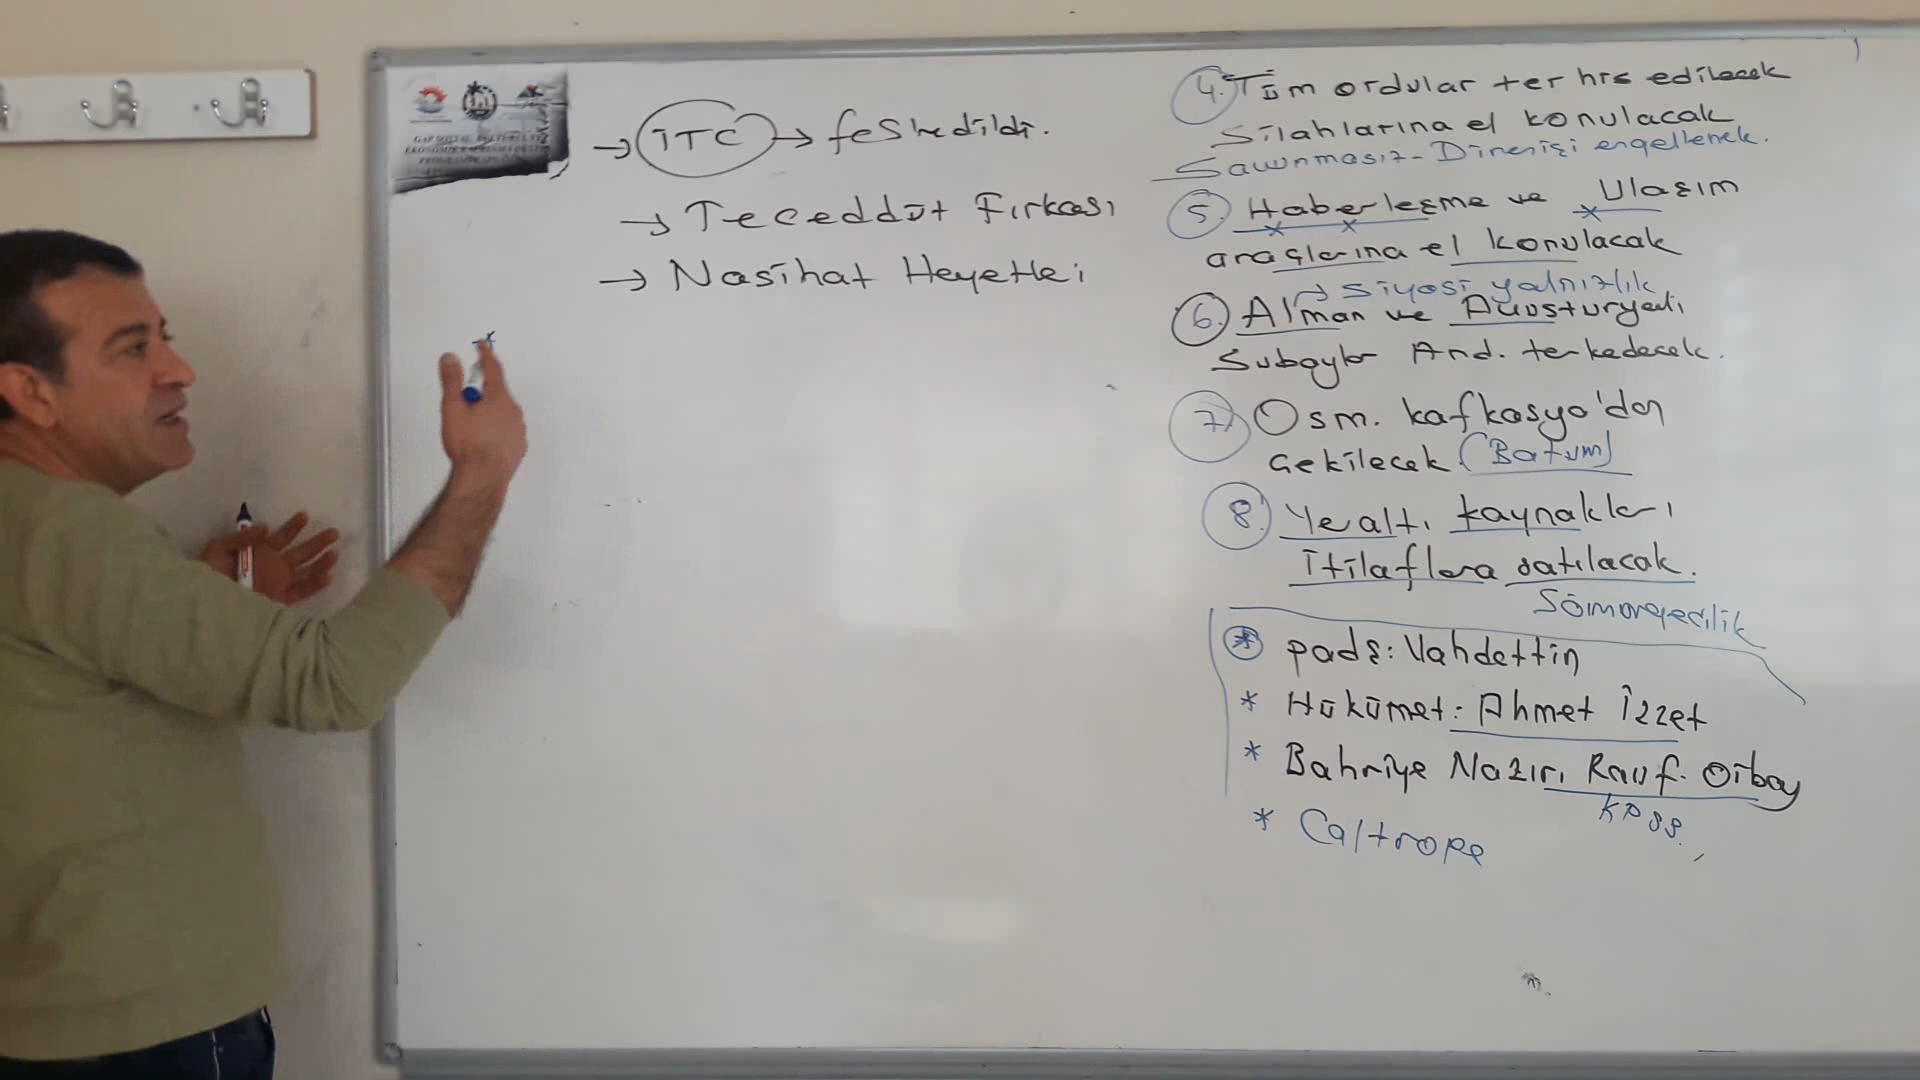 → İTC → feshedildi.
→ Teceddüt Fırkası
→ Nasihat Heyetleri
4. Tüm ordular terhis edilecek
Silahlarına el konulacak
Savunmasız - Direnişi engellemek.
5. Haberleşme ve Ulaşım
araçlarına el konulacak
→ Siyasi yalnızlık
6. Alman ve Avusturyalı
Subaylar And. terkedecek.
7) Osm. Kafkasya'dan
Çekilecek (Batum)
8. Yeraltı kaynakları
İtilaflara satılacak.
Sömürgecilik
* padş: Vahdettin
* Hükümet: Ahmet İzzet
* Bahriye Nazırı Rauf Orbay
KPSS
* Caltrope